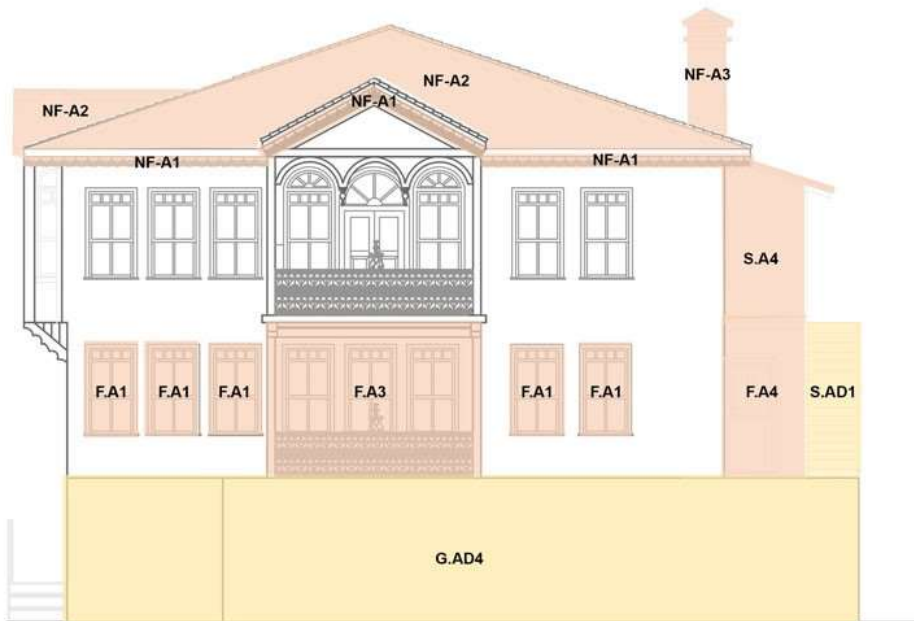 NF-A3
NF-A2
NF-A1
NF-A2
NF-A1
NF-A1
S.A4
F.A1
F.A1
F.A1
F.A3
F.A1
F.A1
F.A4
S.AD1
G.AD4